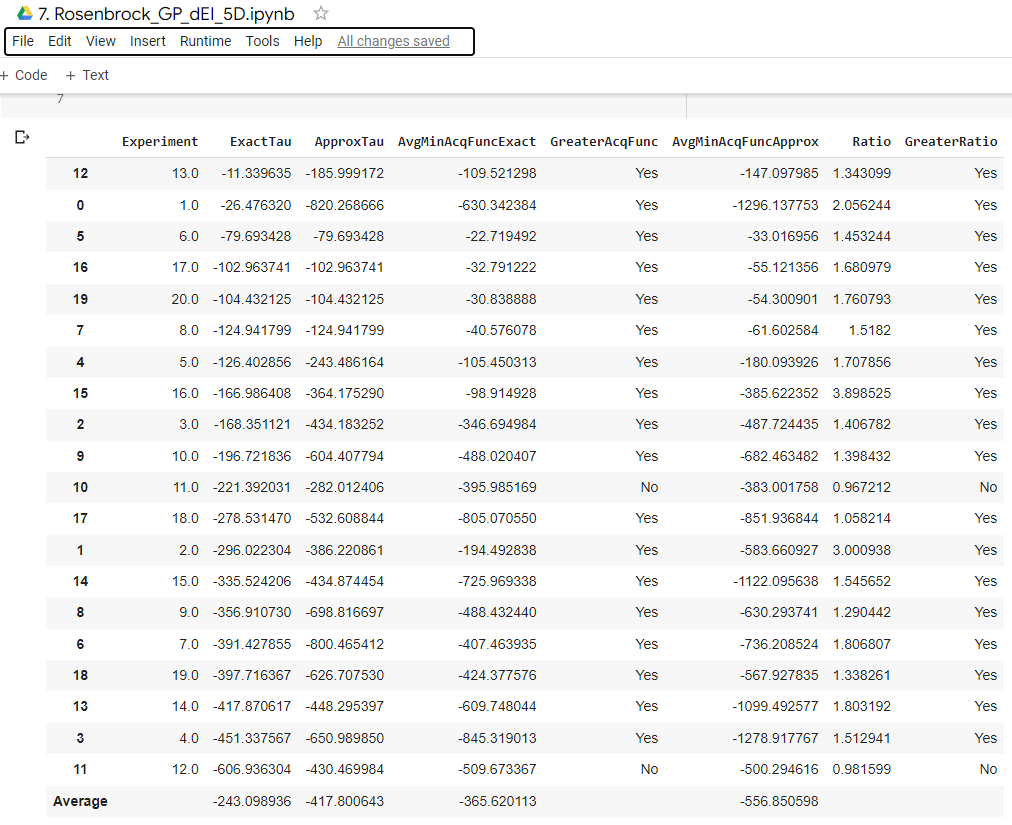 7. Rosenbrock_GP_dEI_5D.ipynb
File Edit View Insert Runtime Tools Help All changes saved
+ Code + Text
7
Experiment ExactTau ApproxTau AvgMinAcqFuncExact GreaterAcqFunc AvgMinAcqFuncApprox Ratio GreaterRatio
12 13.0 -11.339635 -185.999172 -109.521298 Yes -147.097985 1.343099 Yes
0 1.0 -26.476320 -820.268666 -630.342384 Yes -1296.137753 2.056244 Yes
5 6.0 -79.693428 -79.693428 -22.719492 Yes -33.016956 1.453244 Yes
16 17.0 -102.963741 -102.963741 -32.791222 Yes -55.121356 1.680979 Yes
19 20.0 -104.432125 -104.432125 -30.838888 Yes -54.300901 1.760793 Yes
7 8.0 -124.941799 -124.941799 -40.576078 Yes -61.602584 1.5182 Yes
4 5.0 -126.402856 -243.486164 -105.450313 Yes -180.093926 1.707856 Yes
15 16.0 -166.986408 -364.175290 -98.914928 Yes -385.622352 3.898525 Yes
2 3.0 -168.351121 -434.183252 -346.694984 Yes -487.724435 1.406782 Yes
9 10.0 -196.721836 -604.407794 -488.020407 Yes -682.463482 1.398432 Yes
10 11.0 -221.392031 -282.012406 -395.985169 No -383.001758 0.967212 No
17 18.0 -278.531470 -532.608844 -805.070550 Yes -851.936844 1.058214 Yes
1 2.0 -296.022304 -386.220861 -194.492838 Yes -583.660927 3.000938 Yes
14 15.0 -335.524206 -434.874454 -725.969338 Yes -1122.095638 1.545652 Yes
8 9.0 -356.910730 -698.816697 -488.432440 Yes -630.293741 1.290442 Yes
6 7.0 -391.427855 -800.465412 -407.463935 Yes -736.208524 1.806807 Yes
18 19.0 -397.716367 -626.707530 -424.377576 Yes -567.927835 1.338261 Yes
13 14.0 -417.870617 -448.295397 -609.748044 Yes -1099.492577 1.803192 Yes
3 4.0 -451.337567 -650.989850 -845.319013 Yes -1278.917767 1.512941 Yes
11 12.0 -606.936304 -430.469984 -509.673367 No -500.294616 0.981599 No
Average -243.098936 -417.800643 -365.620113 -556.850598